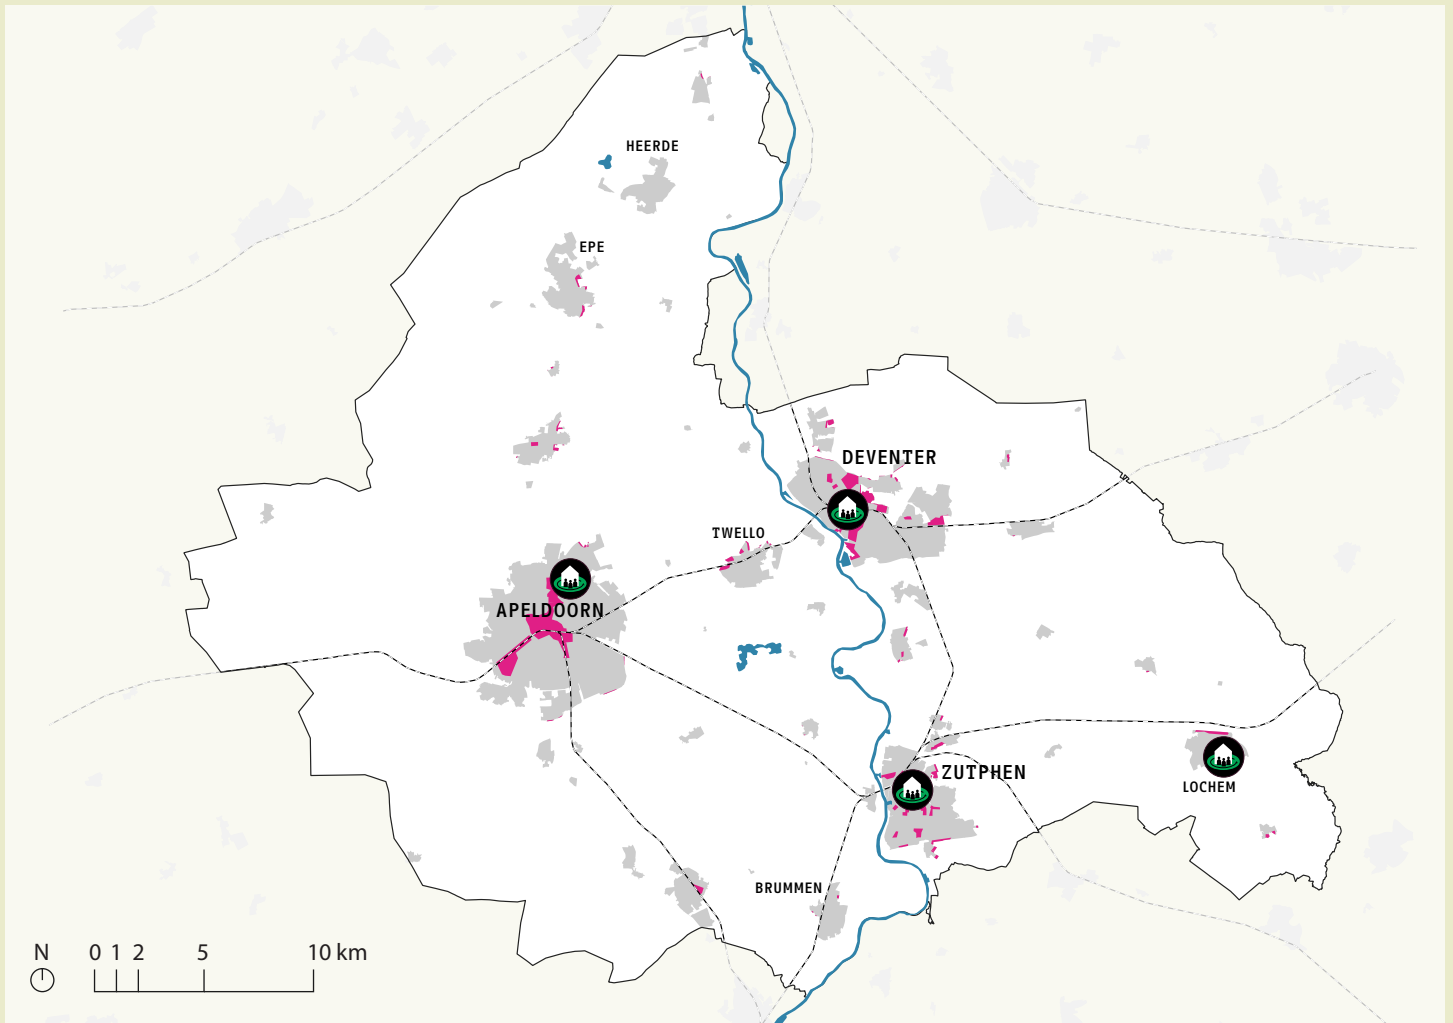 HEERDE
EPE
DEVENTER
TWELLO
APELDOORN
ZUTPHEN
LOCHEM
BRUMMEN
N 0 1 2 5 10 km